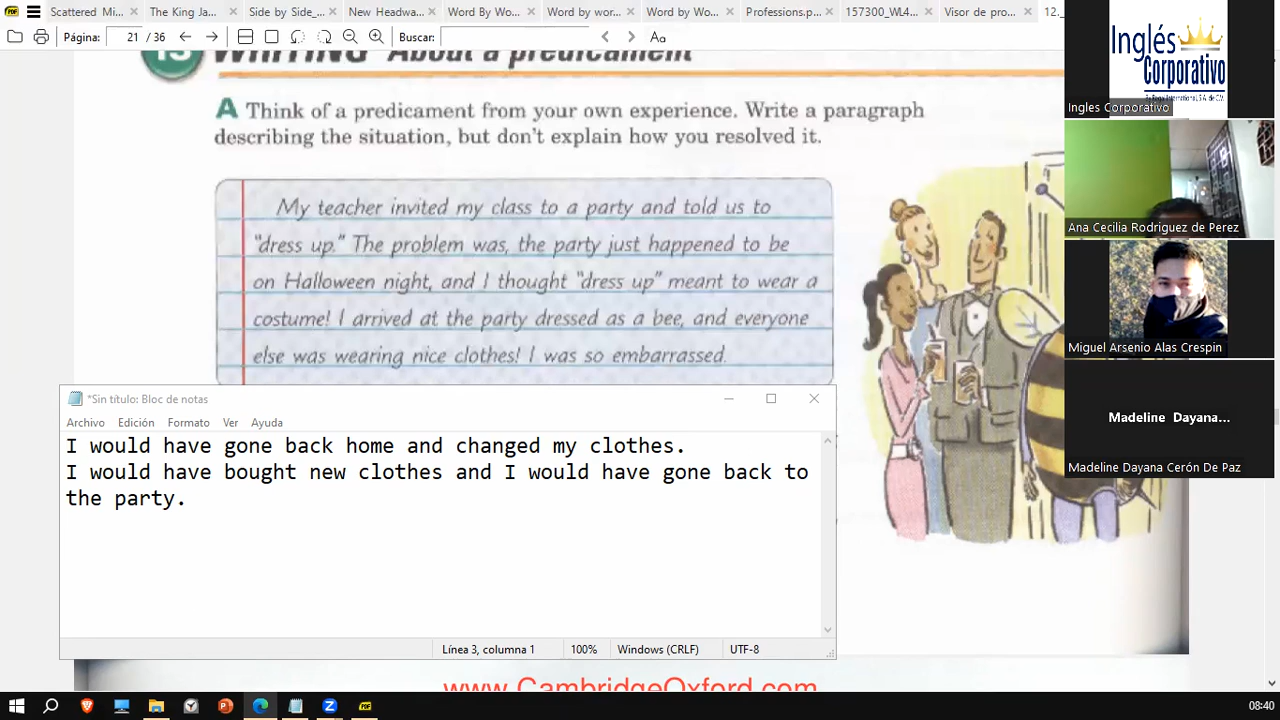 Scattered Mi...
The King Ja...
Side by Side_...
New Headwa...
Word By Wo...
Word by wor...
Word by Wo...
Professions.p...
157300_WL4...
Visor de pro...
12._
Página: 21 / 36
Buscar:
Aa
WRITING About a predicament
A Think of a predicament from your own experience. Write a paragraph
describing the situation, but don't explain how you resolved it.
My teacher invited my class to a party and told us to
"dress up." The problem was, the party just happened to be
on Halloween night, and I thought "dress up" meant to wear a
costume! I arrived at the party dressed as a bee, and everyone
else was wearing nice clothes! I was so embarrassed.
*Sin título: Bloc de notas
Archivo Edición Formato Ver Ayuda
I would have gone back home and changed my clothes.
I would have bought new clothes and I would have gone back to
the party.
Línea 3, columna 1 100% Windows (CRLF) UTF-8
www.CambridgeOxford.com
Inglés
Corporativo
Ingles Corporativo
Ana Cecilia Rodriguez de Perez
Miguel Arsenio Alas Crespin
Madeline Dayana...
Madeline Dayana Cerón De Paz
08:40